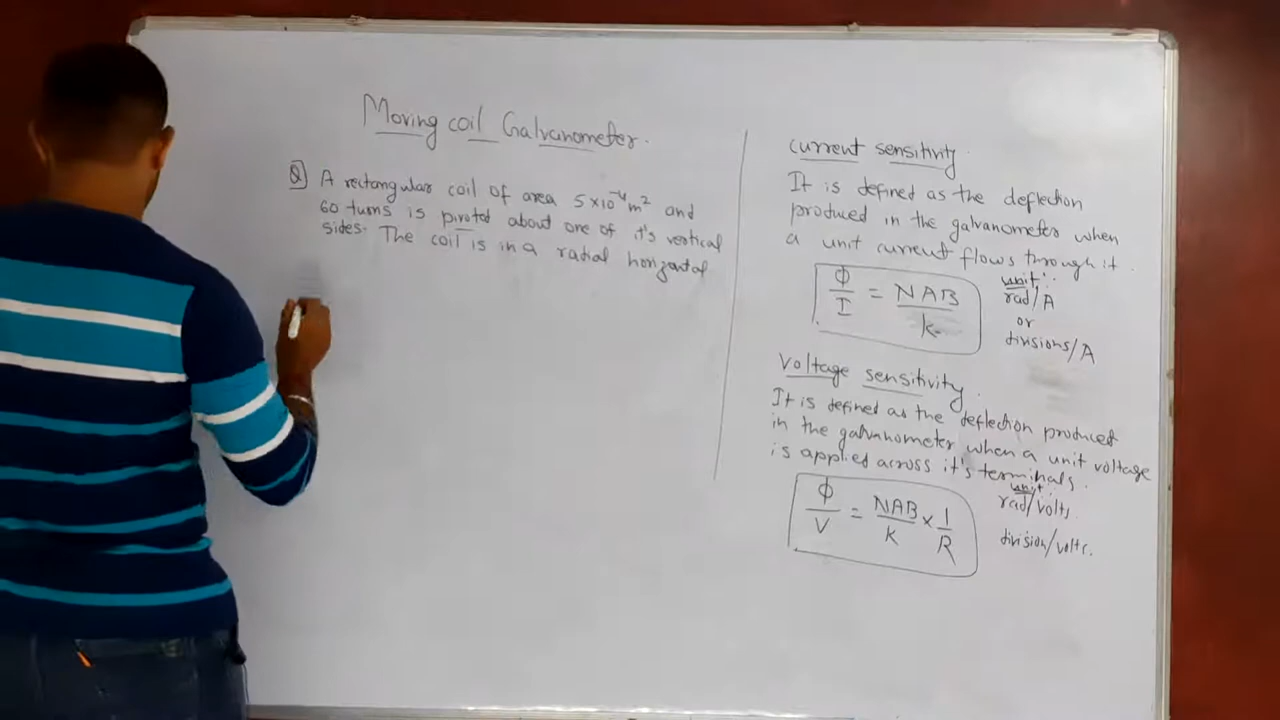 Moving coil Galvanometer.
Q] A rectangular coil of area 5×10⁻⁴m² and
60 turns is pivoted about one of it's vertical
sides. The coil is in a radial horizontal
current sensitivity
It is defined as the deflection
produced in the galvanometer when
a unit current flows through it.
ϕ/I = NAB/k
unit:
rad/A
or
divisions/A
Voltage sensitivity
It is defined as the deflection produced
in the galvanometer when a unit voltage
is applied across it's terminals.
ϕ/V = NAB/K × 1/R
unit:
rad/volts.
division/volts.